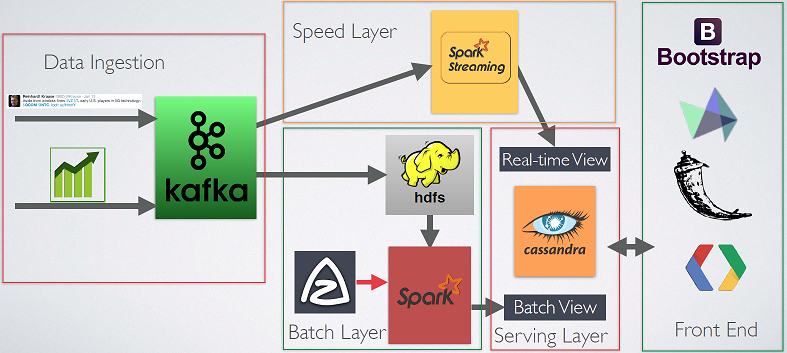 Data Ingestion
Reinhardt Krause
kafka
Speed Layer
Spark
Streaming
hdfs
Spark
Batch Layer
Real-time View
cassandra
Batch View
Serving Layer
B
Bootstrap
Front End